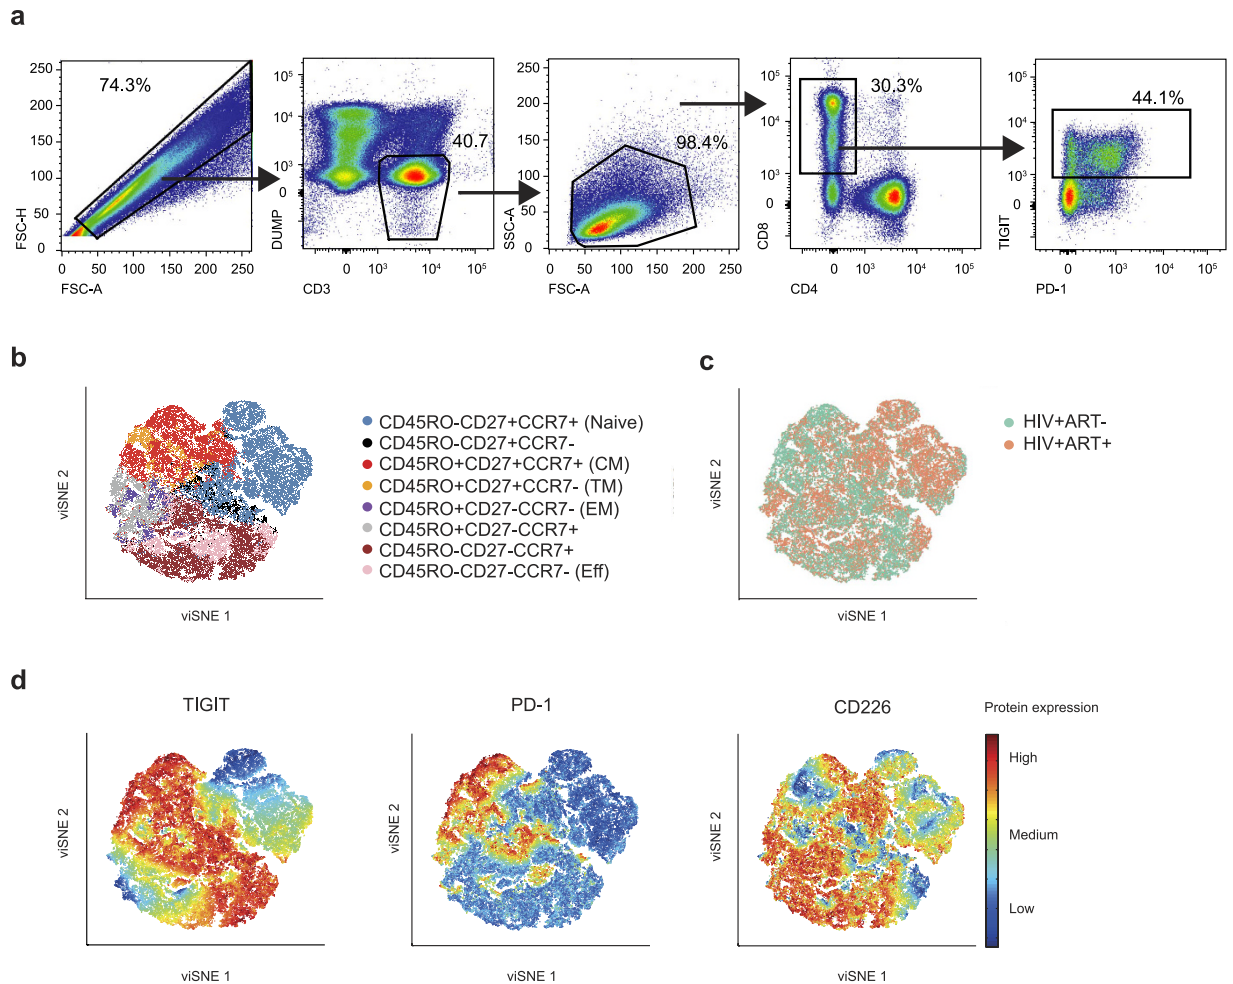 a
74.3%
250
200
150
100
50
0
FSC-H
0 50 100 150 200 250
FSC-A
40.7
10⁵
10⁴
10³
0
DUMP
0 10³ 10⁴ 10⁵
CD3
98.4%
250
200
150
100
50
0
SSC-A
0 50 100 150 200 250
FSC-A
30.3%
10⁵
10⁴
10³
0
CD8
0 10³ 10⁴ 10⁵
CD4
44.1%
10⁵
10⁴
10³
0
TIGIT
0 10³ 10⁴ 10⁵
PD-1
b
viSNE 2
viSNE 1
CD45RO-CD27+CCR7+ (Naive)
CD45RO-CD27+CCR7-
CD45RO+CD27+CCR7+ (CM)
CD45RO+CD27+CCR7- (TM)
CD45RO+CD27-CCR7- (EM)
CD45RO+CD27-CCR7+
CD45RO-CD27-CCR7+
CD45RO-CD27-CCR7- (Eff)
c
viSNE 2
viSNE 1
HIV+ART-
HIV+ART+
d
TIGIT
viSNE 2
viSNE 1
PD-1
viSNE 2
viSNE 1
CD226
viSNE 2
viSNE 1
Protein expression
High
Medium
Low